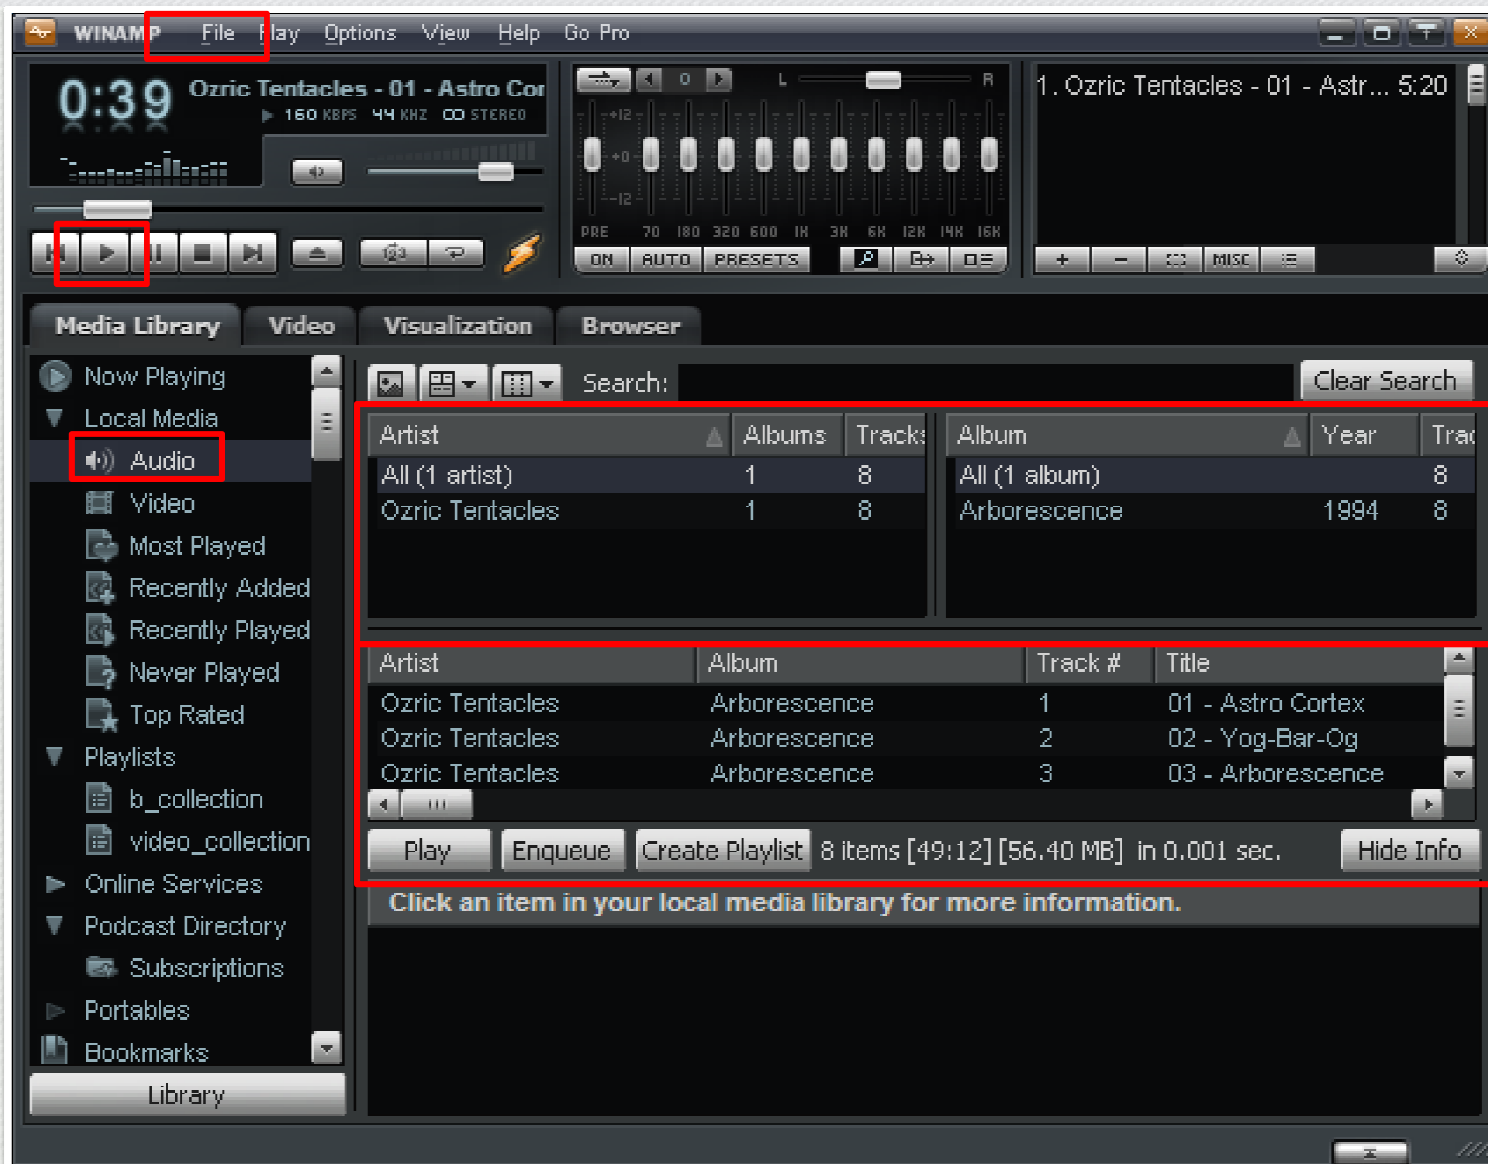 WINAMP File Play Options View Help Go Pro
0:39 Ozric Tentacles - 01 - Astro Cor
160 KBPS 44 KHZ STEREO
0 L R
+12
+0
-12
PRE 70 180 320 600 1K 3K 6K 12K 14K 16K
ON AUTO PRESETS
1. Ozric Tentacles - 01 - Astr... 5:20
+ - MISC
Media Library Video Visualization Browser
Now Playing
Local Media
Audio
Video
Most Played
Recently Added
Recently Played
Never Played
Top Rated
Playlists
b_collection
video_collection
Online Services
Podcast Directory
Subscriptions
Portables
Bookmarks
Library
Search: Clear Search
Artist Albums Tracks
All (1 artist) 1 8
Ozric Tentacles 1 8
Album Year Trac
All (1 album) 8
Arborescence 1994 8
Artist Album Track # Title
Ozric Tentacles Arborescence 1 01 - Astro Cortex
Ozric Tentacles Arborescence 2 02 - Yog-Bar-Og
Ozric Tentacles Arborescence 3 03 - Arborescence
Play Enqueue Create Playlist 8 items [49:12] [56.40 MB] in 0.001 sec. Hide Info
Click an item in your local media library for more information.